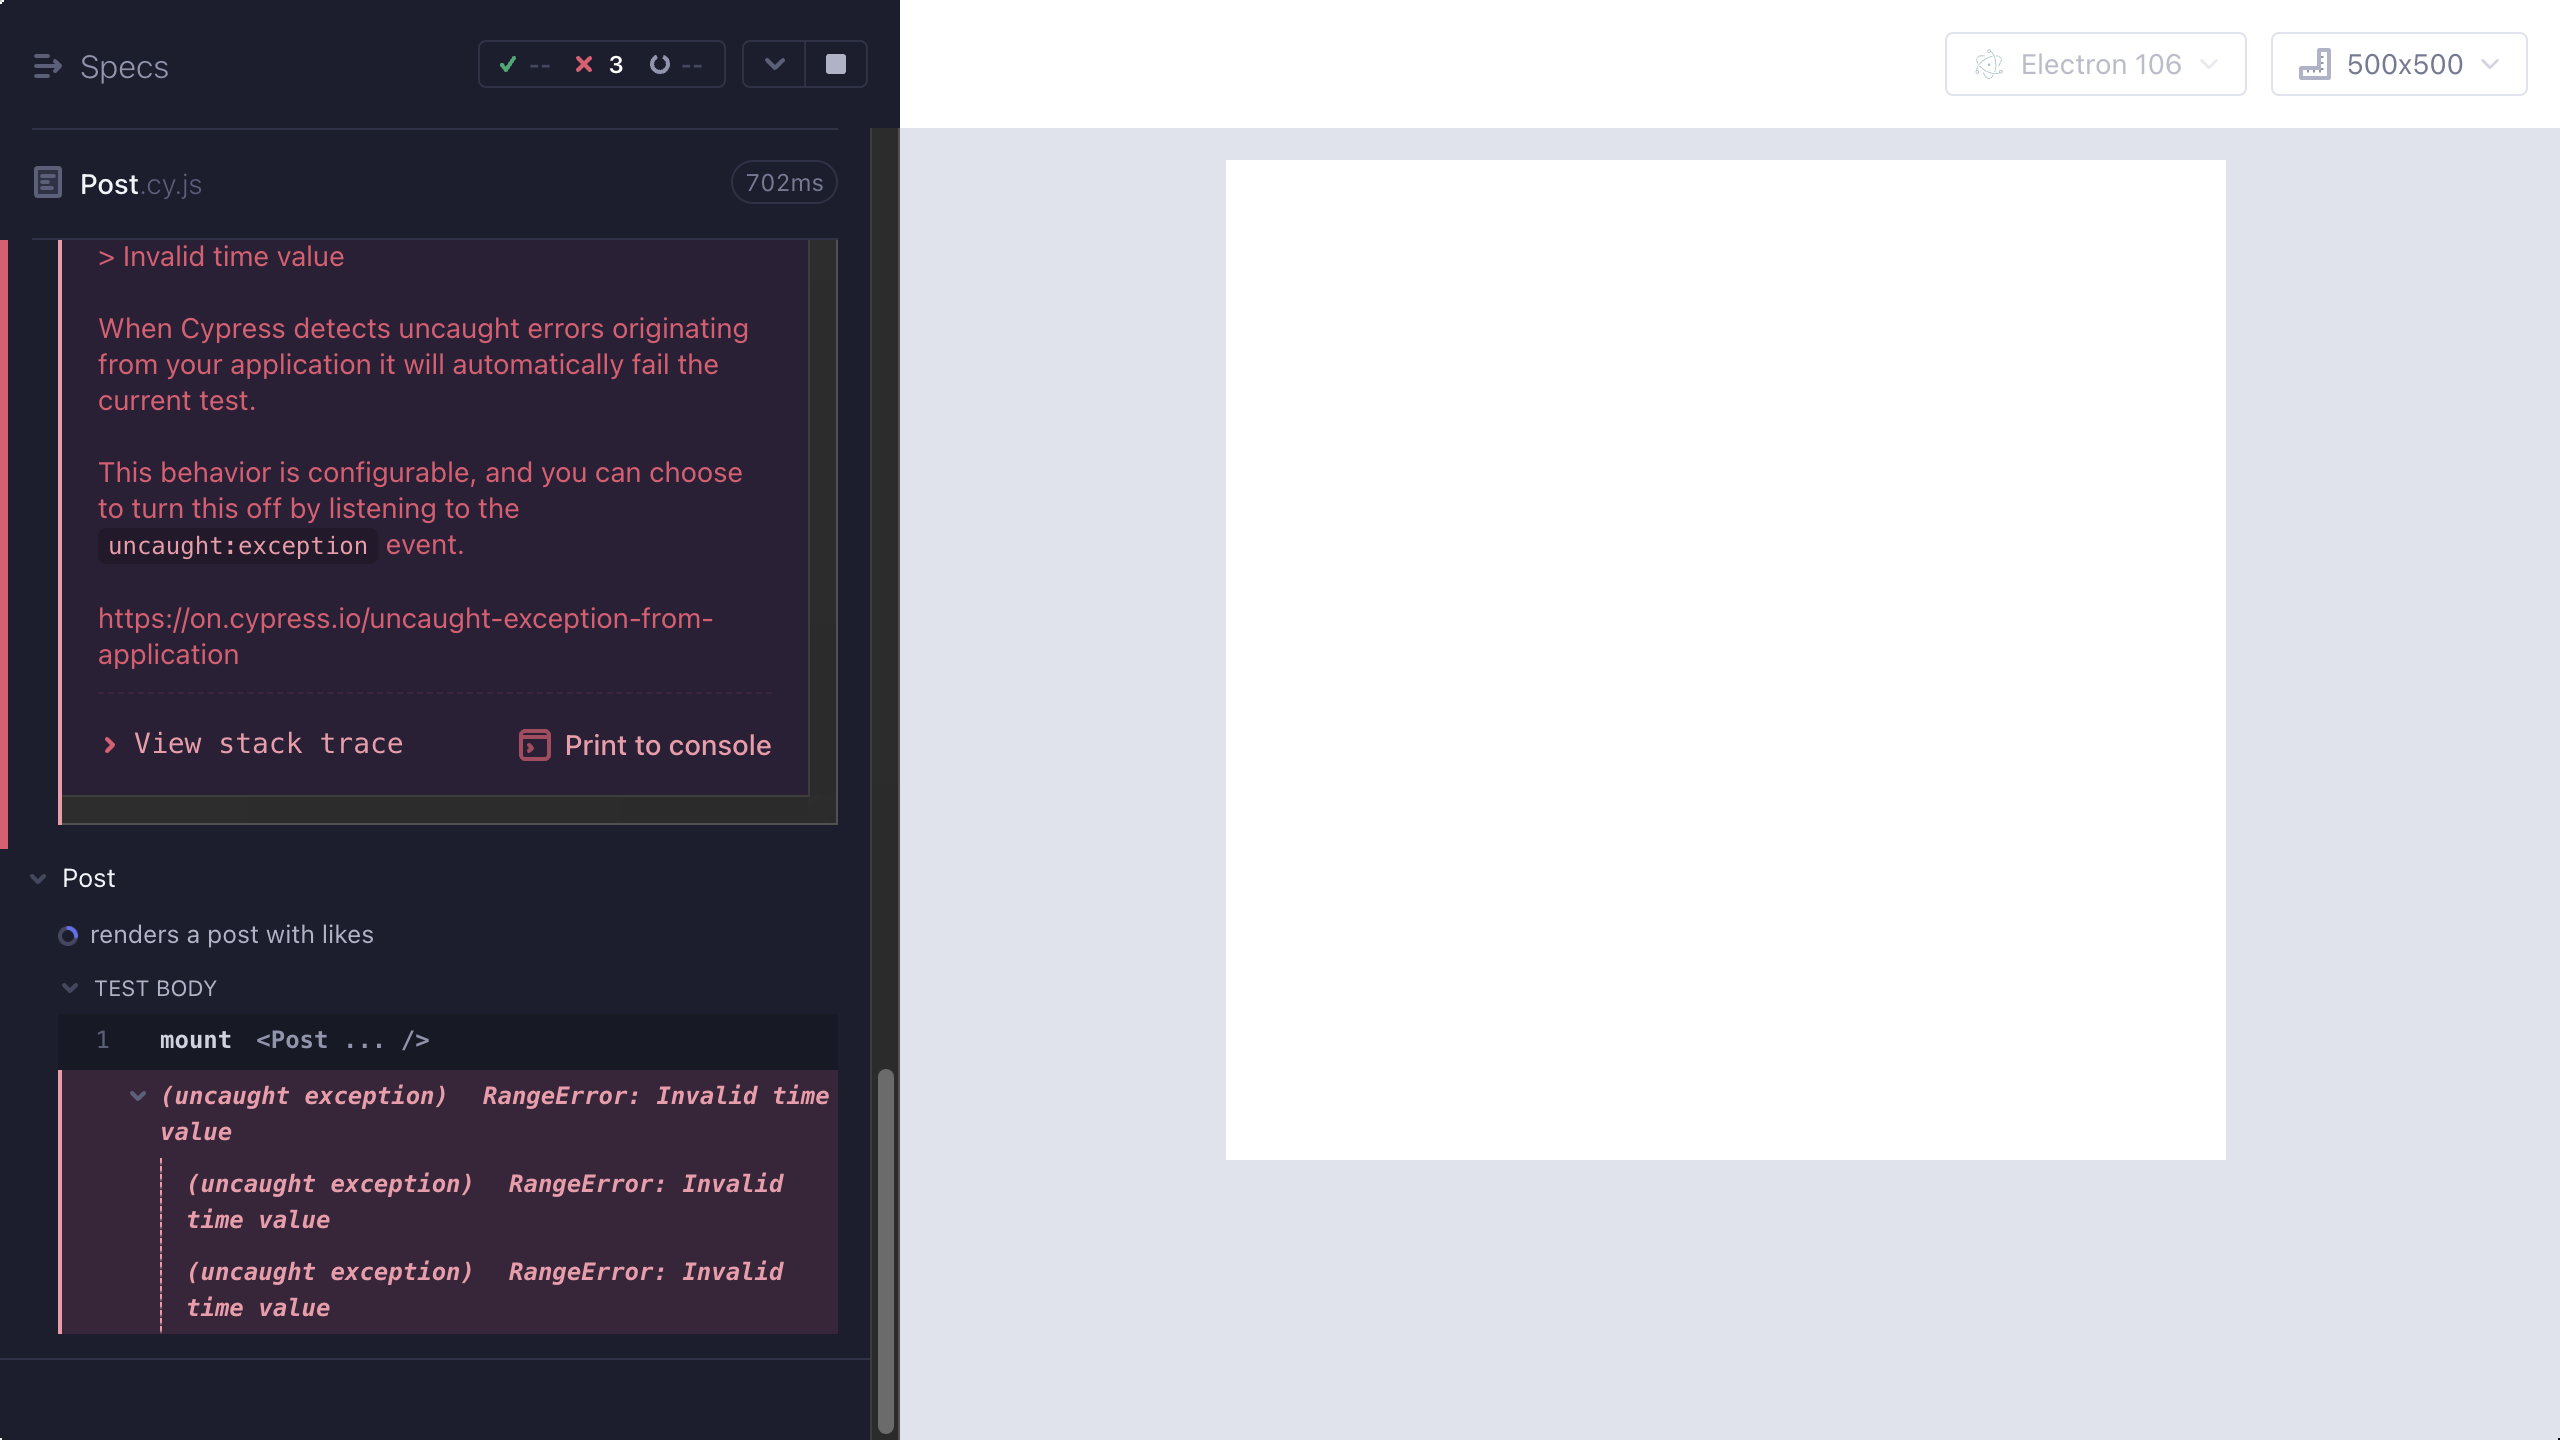 Specs
-- 3 --
Electron 106
500x500
Post.cy.js
702ms
> Invalid time value
When Cypress detects uncaught errors originating
from your application it will automatically fail the
current test.
This behavior is configurable, and you can choose
to turn this off by listening to the
uncaught:exception event.
https://on.cypress.io/uncaught-exception-from-
application
View stack trace
Print to console
Post
renders a post with likes
TEST BODY
1 mount <Post ... />
(uncaught exception) RangeError: Invalid time
value
(uncaught exception) RangeError: Invalid
time value
(uncaught exception) RangeError: Invalid
time value